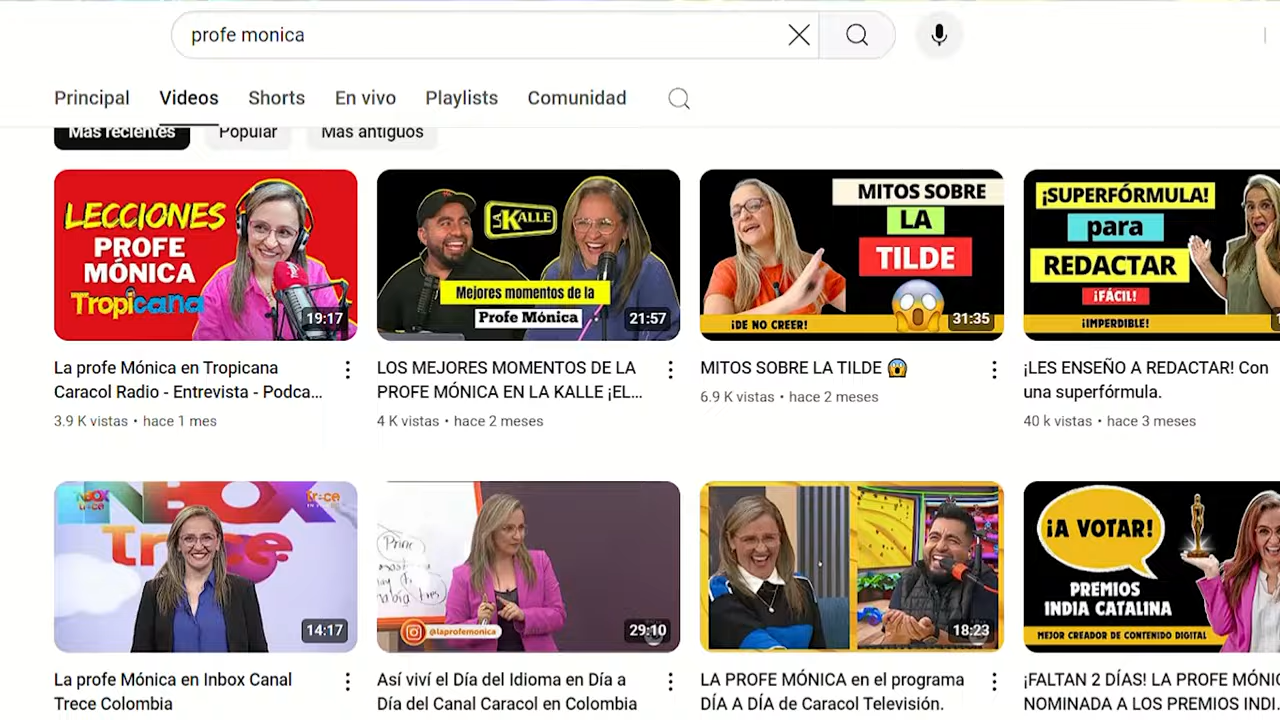 profe monica
Principal Videos Shorts En vivo Playlists Comunidad
Más recientes Popular Más antiguos
LECCIONES
PROFE
MÓNICA
Tropicana
19:17
LA KALLE
Mejores momentos de la
Profe Mónica
21:57
MITOS SOBRE
LA
TILDE
¡DE NO CREER!
31:35
¡SUPERFÓRMULA!
para
REDACTAR
¡FÁCIL!
¡IMPERDIBLE!
La profe Mónica en Tropicana
Caracol Radio - Entrevista - Podca...
3.9 K vistas • hace 1 mes
LOS MEJORES MOMENTOS DE LA
PROFE MÓNICA EN LA KALLE ¡EL...
4 K vistas • hace 2 meses
MITOS SOBRE LA TILDE 😱
6.9 K vistas • hace 2 meses
¡LES ENSEÑO A REDACTAR! Con
una superfórmula.
40 k vistas • hace 3 meses
INBOX
trece
Trece
14:17
@laprofemonica
29:10
18:23
¡A VOTAR!
PREMIOS
INDIA CATALINA
MEJOR CREADOR DE CONTENIDO DIGITAL
La profe Mónica en Inbox Canal
Trece Colombia
Así viví el Día del Idioma en Día a
Día del Canal Caracol en Colombia
LA PROFE MÓNICA en el programa
DÍA A DÍA de Caracol Televisión.
¡FALTAN 2 DÍAS! LA PROFE MÓNIC
NOMINADA A LOS PREMIOS INDI.